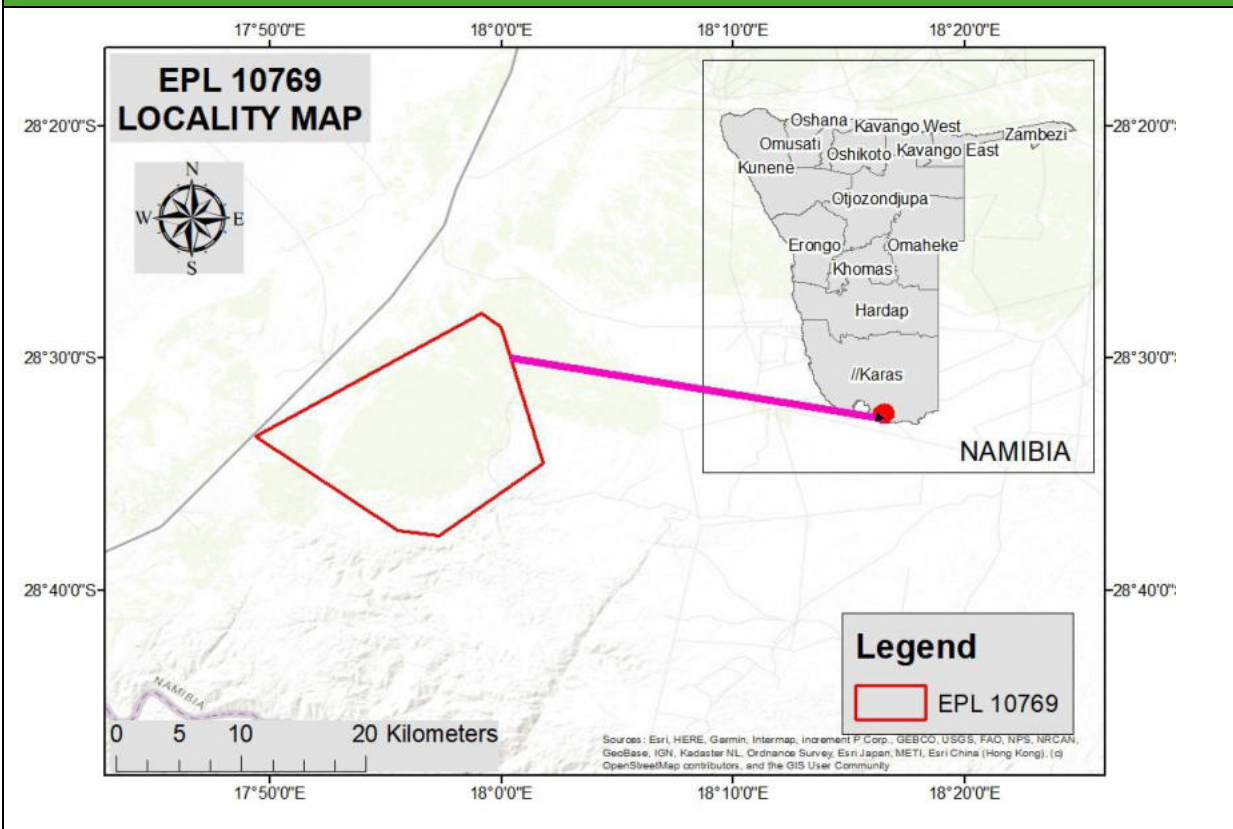 17°50'0"E 18°0'0"E 18°10'0"E 18°20'0"E
EPL 10769
LOCALITY MAP
N
W E
S
28°20'0"S
28°30'0"S
28°40'0"S
Oshana
Kavango West
Zambezi
Omusati
Oshikoto
Kavango East
Kunene
Otjozondjupa
Erongo
Omaheke
Khomas
Hardap
//Karas
NAMIBIA
28°20'0"S
28°30'0"S
28°40'0"S
Legend
EPL 10769
NAMIBIA
0 5 10 20 Kilometers
Sources: Esri, HERE, Garmin, Intermap, increment P Corp., GEBCO, USGS, FAO, NPS, NRCAN,
GeoBase, IGN, Kadaster NL, Ordnance Survey, Esri Japan, METI, Esri China (Hong Kong), (c)
OpenStreetMap contributors, and the GIS User Community
17°50'0"E 18°0'0"E 18°10'0"E 18°20'0"E